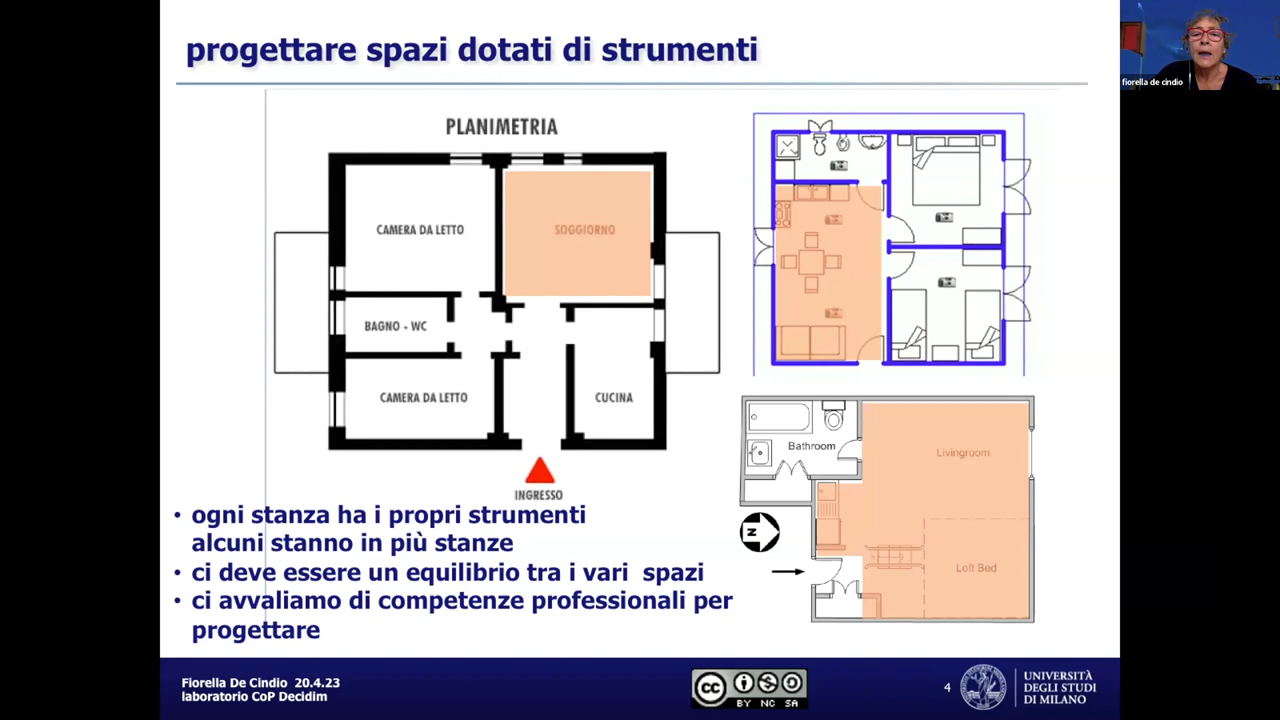 progettare spazi dotati di strumenti
fiorella de cindio
PLANIMETRIA
CAMERA DA LETTO
SOGGIORNO
BAGNO - WC
CAMERA DA LETTO
CUCINA
INGRESSO
Bathroom
Livingroom
N
Loft Bed
• ogni stanza ha i propri strumenti
alcuni stanno in più stanze
• ci deve essere un equilibrio tra i vari spazi
• ci avvaliamo di competenze professionali per
progettare
Fiorella De Cindio 20.4.23
laboratorio CoP Decidim
cc
BY NC SA
4
UNIVERSITÀ
DEGLI STUDI
DI MILANO